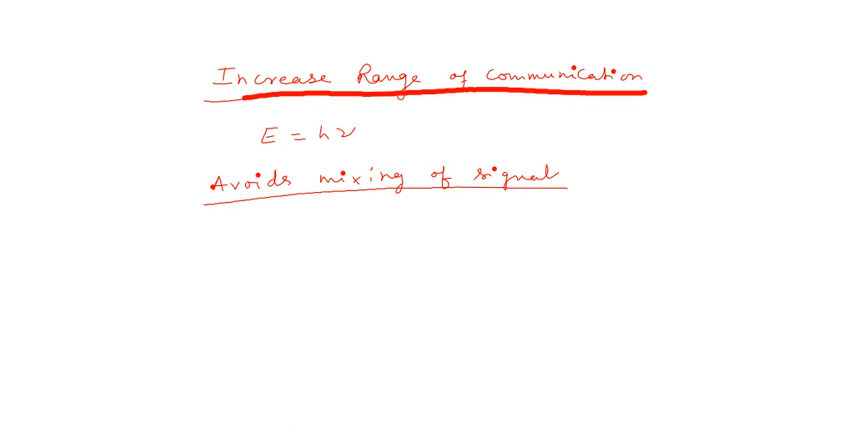 Increase Range of communication
E = hν
Avoids mixing of signal